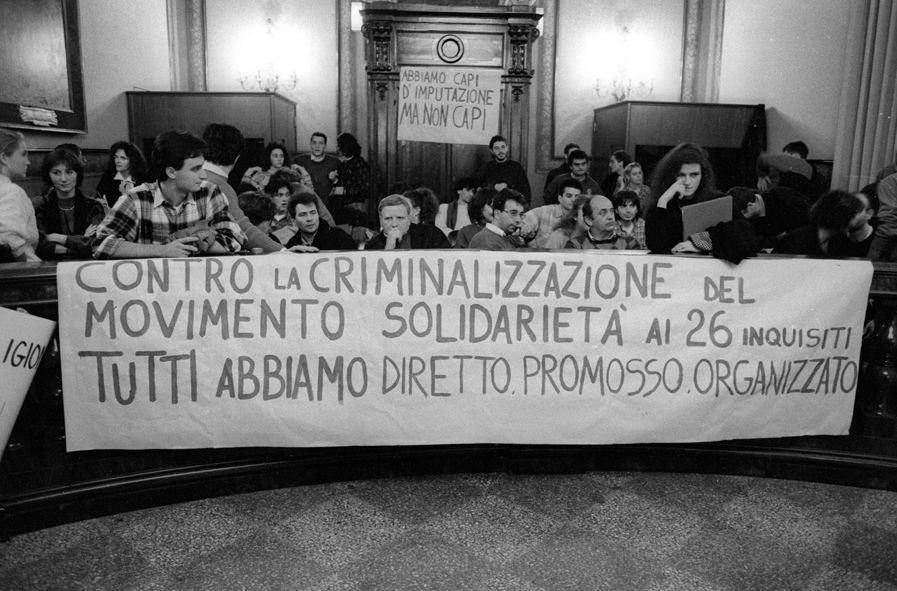 ABBIAMO CAPI
D'IMPUTAZIONE
MA NON CAPI
CONTRO LA CRIMINALIZZAZIONE DEL
MOVIMENTO SOLIDARIETÀ AI 26 INQUISITI
TUTTI ABBIAMO DIRETTO, PROMOSSO, ORGANIZZATO
IGIO